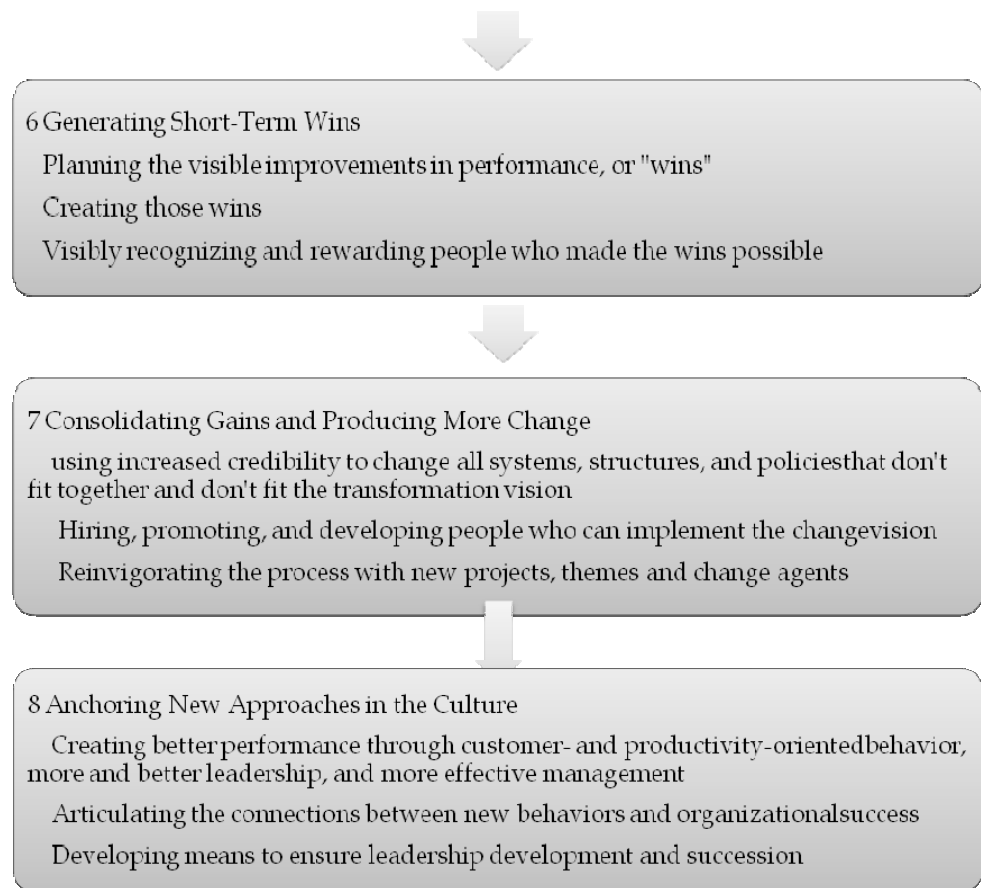 6 Generating Short-Term Wins
Planning the visible improvements in performance, or "wins"
Creating those wins
Visibly recognizing and rewarding people who made the wins possible
7 Consolidating Gains and Producing More Change
using increased credibility to change all systems, structures, and policiesthat don't
fit together and don't fit the transformation vision
Hiring, promoting, and developing people who can implement the changevision
Reinvigorating the process with new projects, themes and change agents
8 Anchoring New Approaches in the Culture
Creating better performance through customer- and productivity-orientedbehavior,
more and better leadership, and more effective management
Articulating the connections between new behaviors and organizationalsuccess
Developing means to ensure leadership development and succession